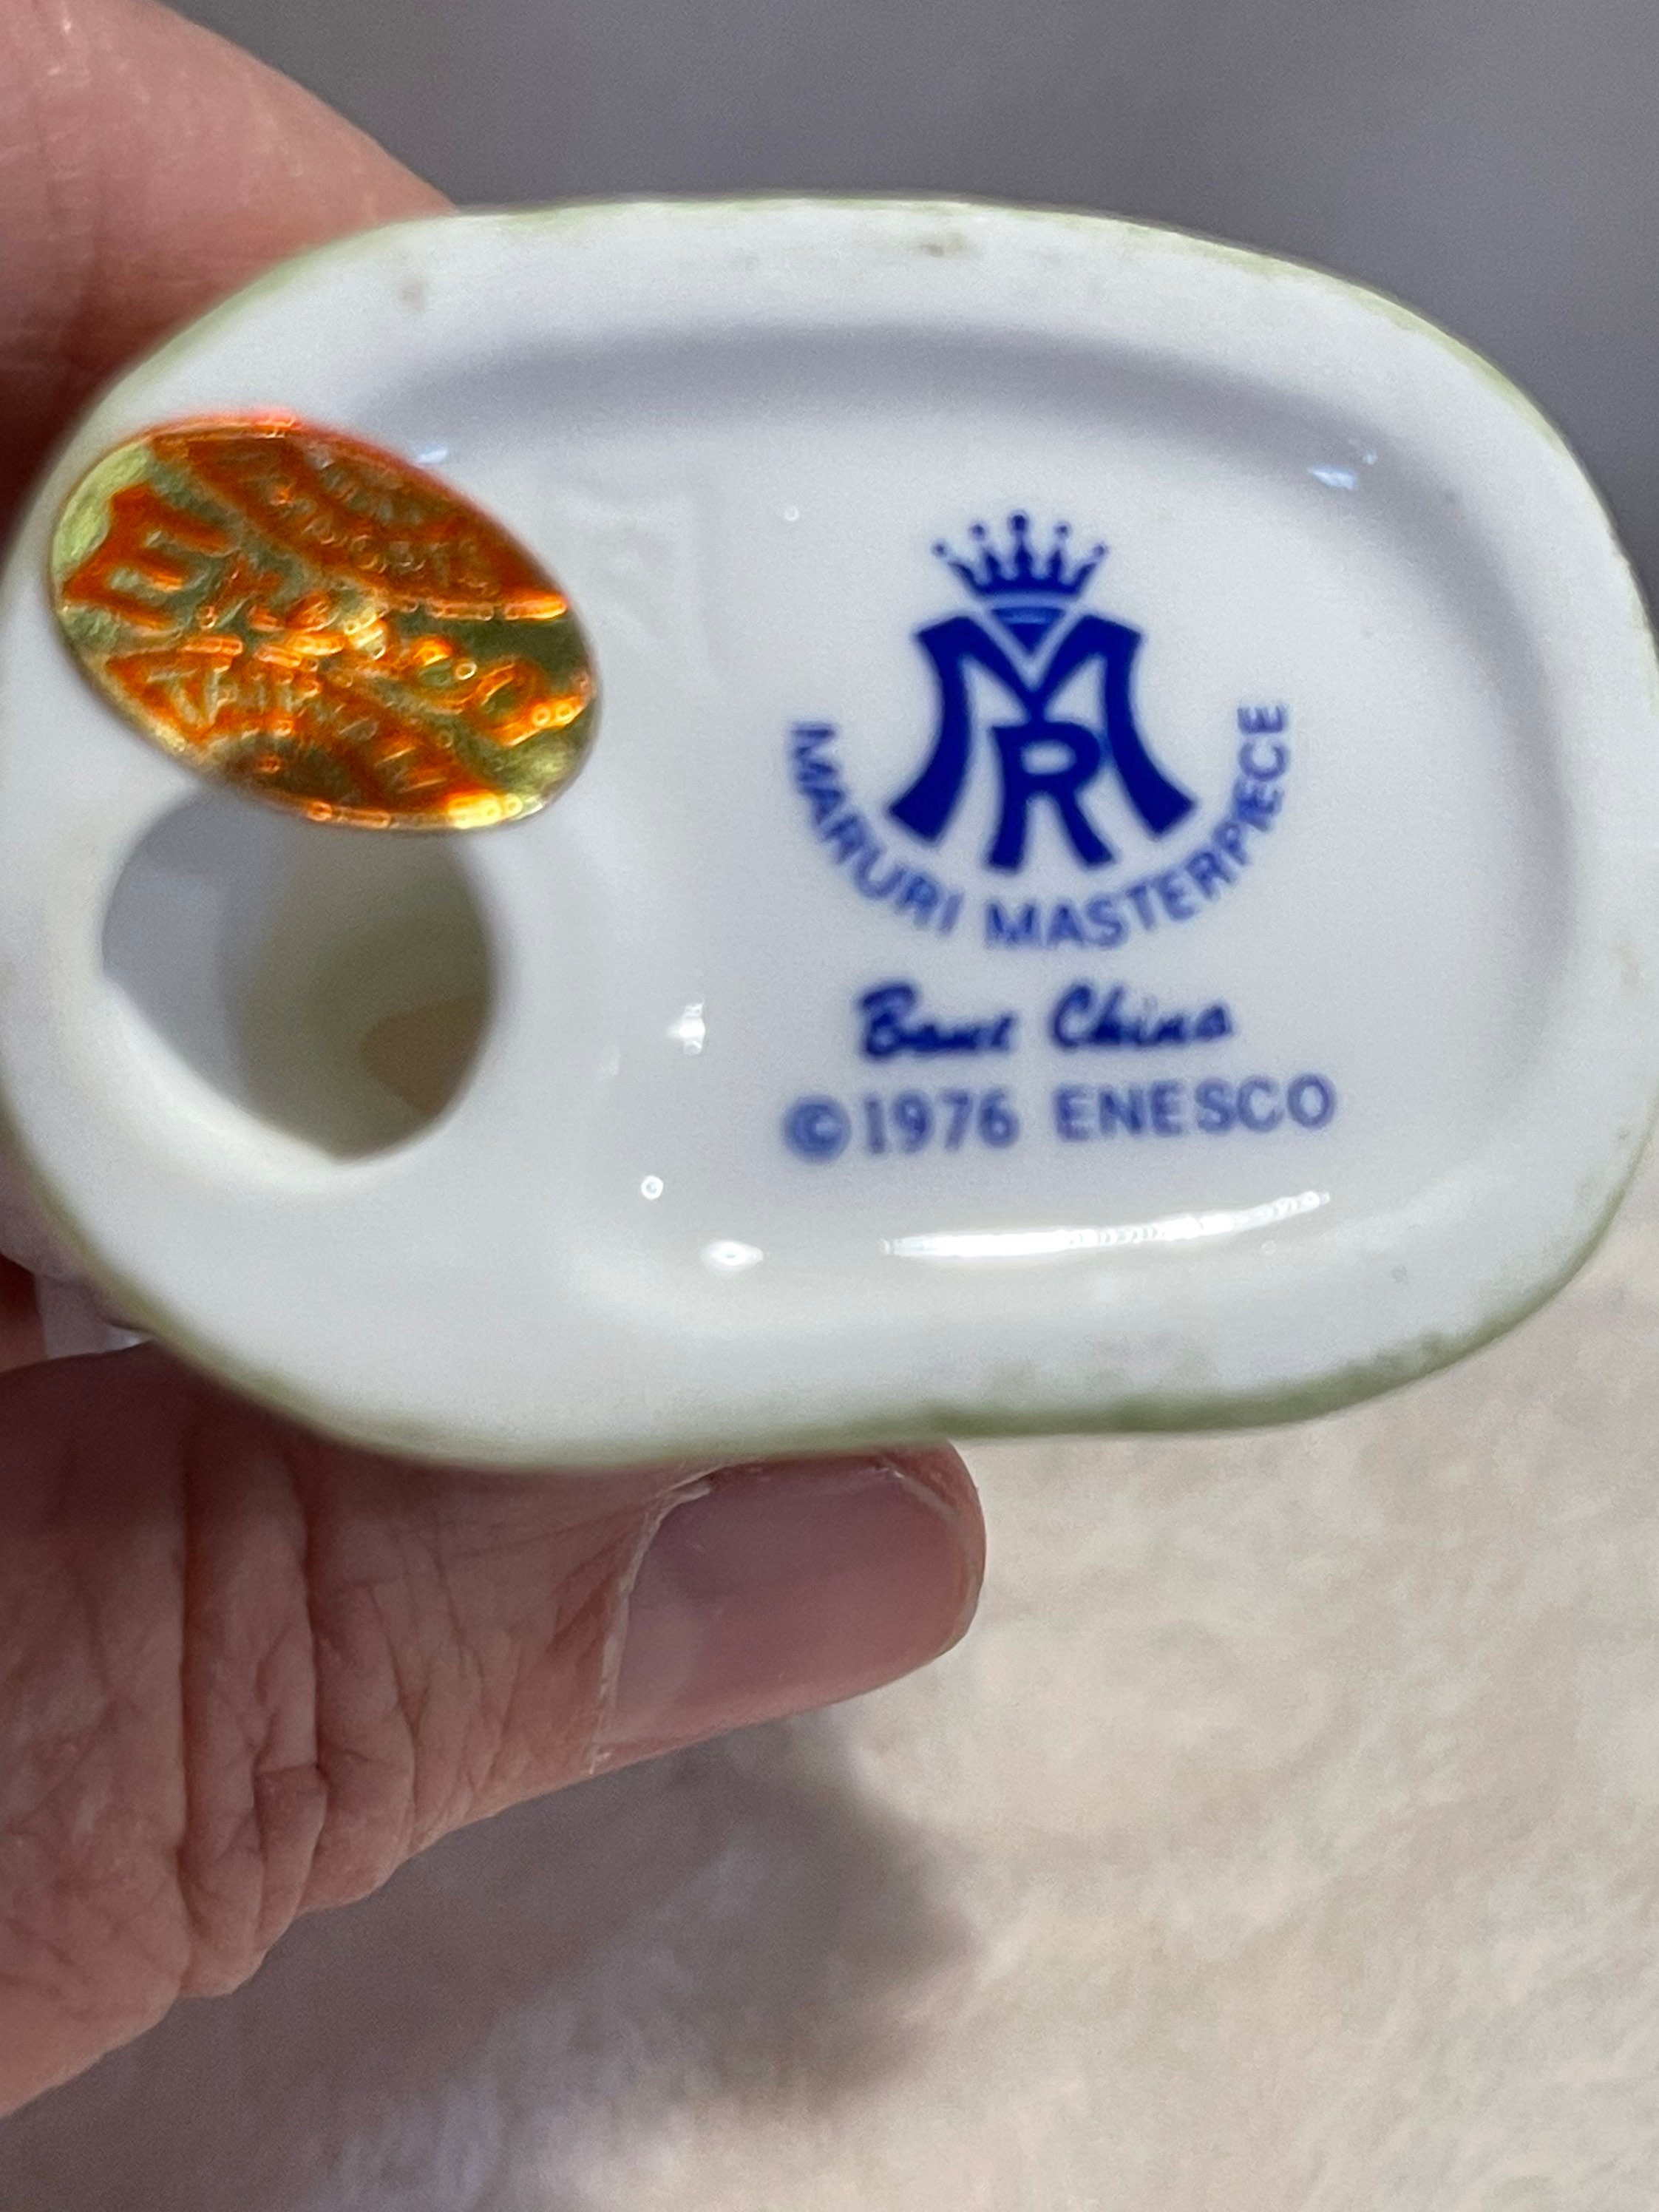 MR
MARURI MASTERPIECE
Bone China
©1976 ENESCO